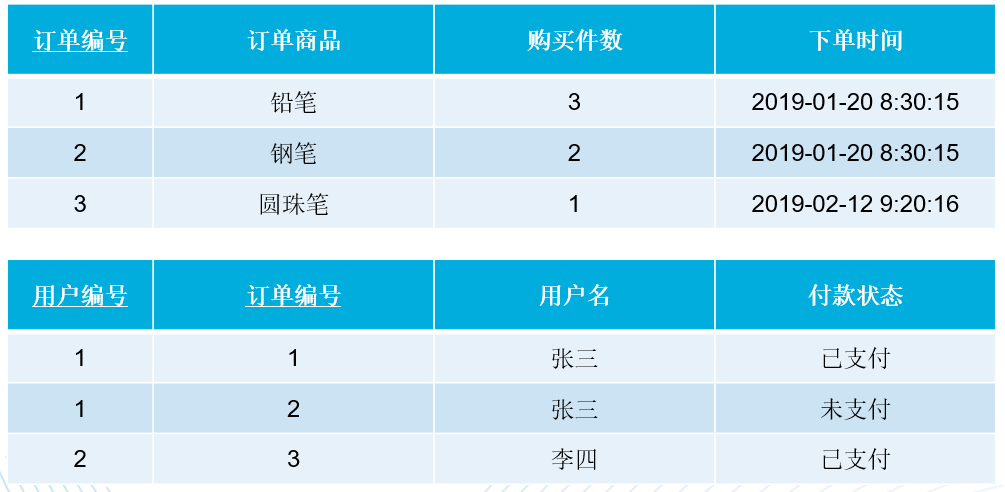 订单编号 订单商品 购买件数 下单时间
1 铅笔 3 2019-01-20 8:30:15
2 钢笔 2 2019-01-20 8:30:15
3 圆珠笔 1 2019-02-12 9:20:16
用户编号 订单编号 用户名 付款状态
1 1 张三 已支付
1 2 张三 未支付
2 3 李四 已支付